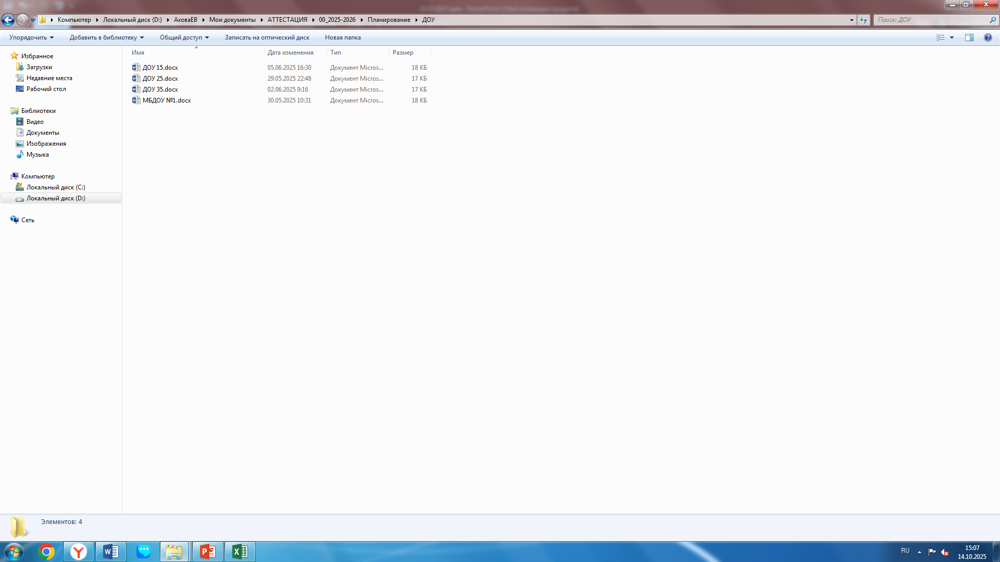 Компьютер Локальный диск (D:) АховаЕВ Мои документы АТТЕСТАЦИЯ 00_2025-2026 Планирование ДОУ
Поиск: ДОУ
Упорядочить Добавить в библиотеку Общий доступ Записать на оптический диск Новая папка
Избранное
Загрузки
Недавние места
Рабочий стол
Библиотеки
Видео
Документы
Изображения
Музыка
Компьютер
Локальный диск (C:)
Локальный диск (D:)
Сеть
Имя Дата изменения Тип Размер
ДОУ 15.docx 05.06.2025 16:30 Документ Micros... 18 КБ
ДОУ 25.docx 29.05.2025 22:48 Документ Micros... 17 КБ
ДОУ 35.docx 02.06.2025 9:16 Документ Micros... 17 КБ
МБДОУ №1.docx 30.05.2025 10:31 Документ Micros... 18 КБ
Элементов: 4
RU
15:07
14.10.2025